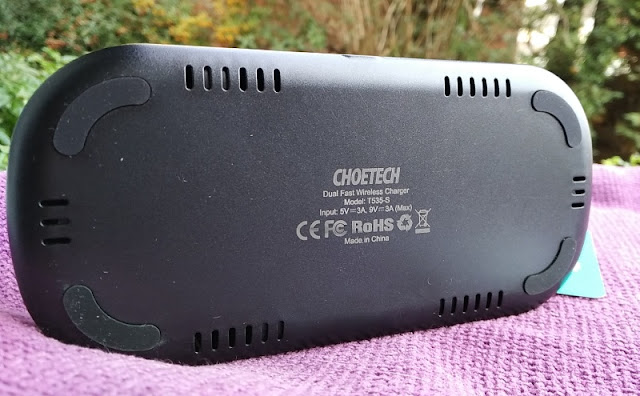 CHOETECH
Dual Fast Wireless Charger
Model: T535-S
Input: 5V⎓3A, 9V⎓3A (Max)
CE FC RoHS
Made in China